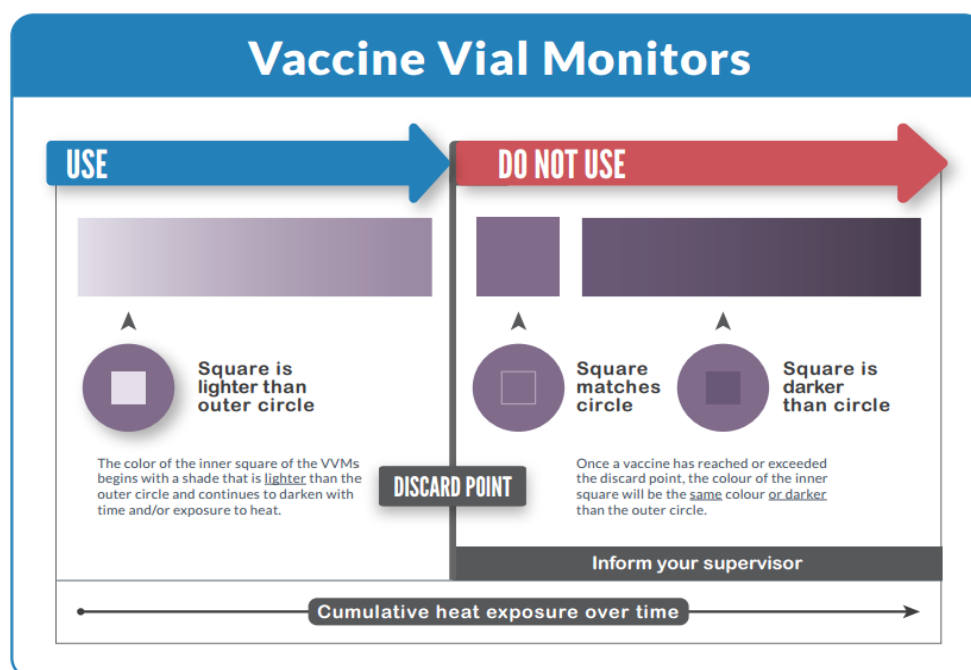 Vaccine Vial Monitors
USE
DO NOT USE
Square is
lighter than
outer circle
Square
matches
circle
Square is
darker
than circle
The color of the inner square of the VVMs
begins with a shade that is lighter than the
outer circle and continues to darken with
time and/or exposure to heat.
DISCARD POINT
Once a vaccine has reached or exceeded
the discard point, the colour of the inner
square will be the same colour or darker
than the outer circle.
Inform your supervisor
Cumulative heat exposure over time